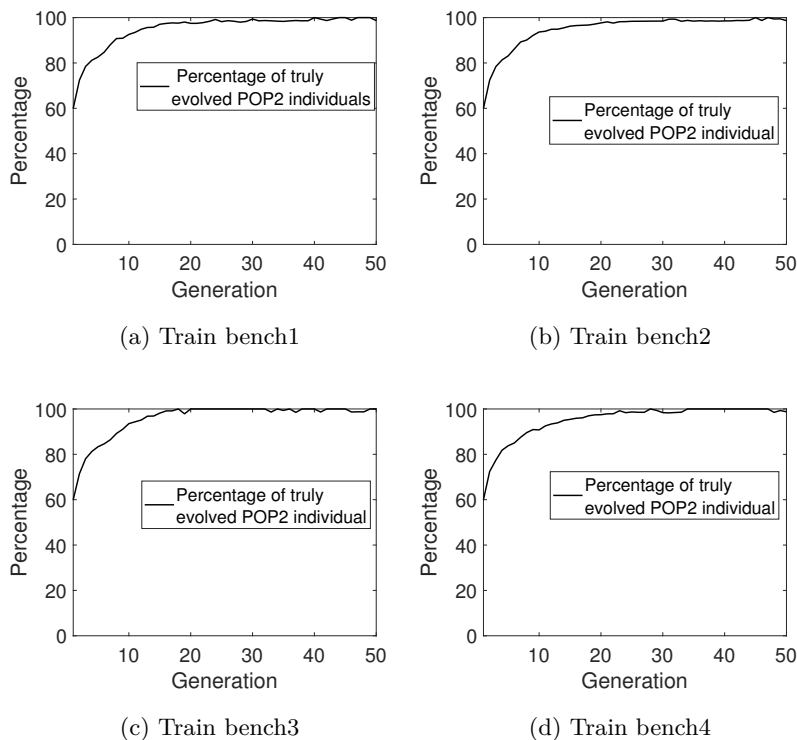 100
80
60
40
20
0
Percentage
Percentage of truly
evolved POP2 individuals
10
20
30
40
50
Generation
(a) Train bench1
100
80
60
40
20
0
Percentage
Percentage of truly
evolved POP2 individual
10
20
30
40
50
Generation
(b) Train bench2
100
80
60
40
20
0
Percentage
Percentage of truly
evolved POP2 individual
10
20
30
40
50
Generation
(c) Train bench3
100
80
60
40
20
0
Percentage
Percentage of truly
evolved POP2 individual
10
20
30
40
50
Generation
(d) Train bench4